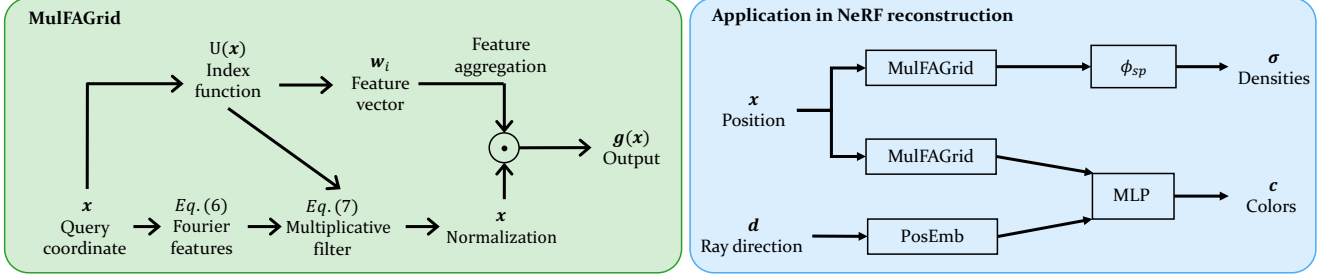 MulFAGrid
U(x)
Index
function
w_i
Feature
vector
Feature
aggregation
g(x)
Output
x
Query
coordinate
Eq. (6)
Fourier
features
Eq. (7)
Multiplicative
filter
x
Normalization
Application in NeRF reconstruction
x
Position
MulFAGrid
ϕ_sp
σ
Densities
MulFAGrid
MLP
c
Colors
d
Ray direction
PosEmb